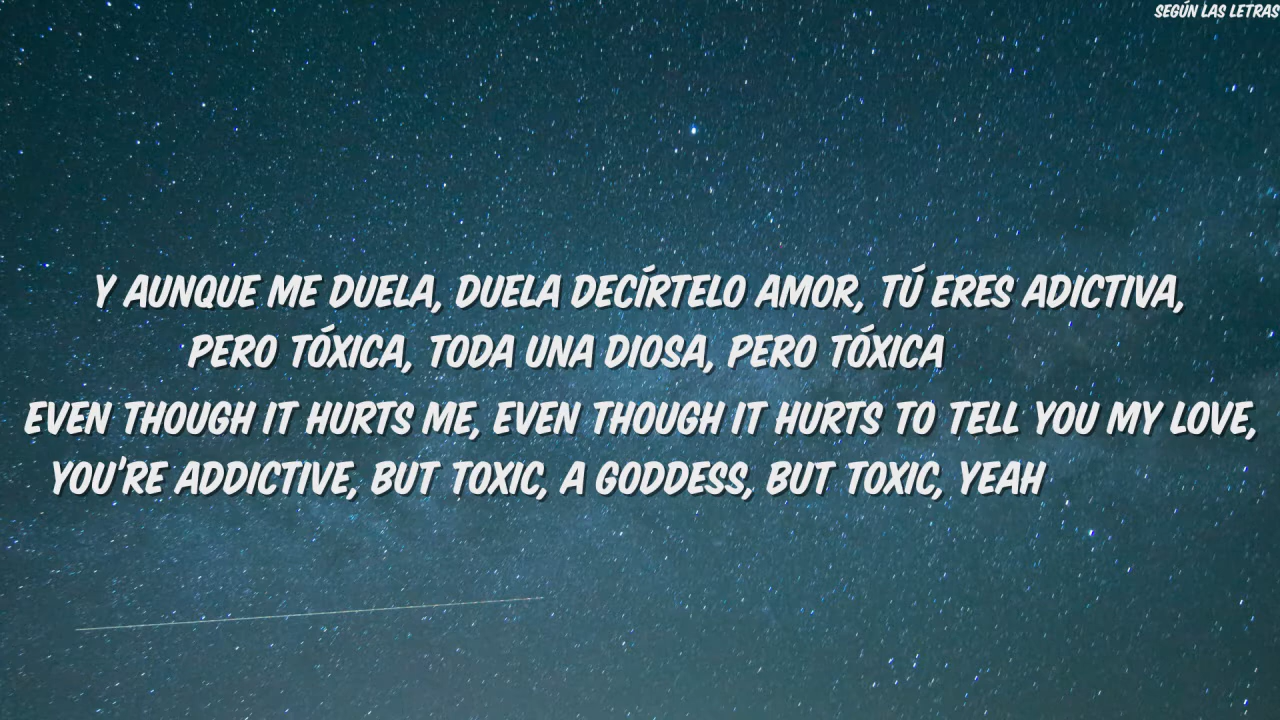 SEGÚN LAS LETRAS
Y AUNQUE ME DUELA, DUELA DECÍRTELO AMOR, TÚ ERES ADICTIVA,
PERO TÓXICA, TODA UNA DIOSA, PERO TÓXICA
EVEN THOUGH IT HURTS ME, EVEN THOUGH IT HURTS TO TELL YOU MY LOVE,
YOU'RE ADDICTIVE, BUT TOXIC, A GODDESS, BUT TOXIC, YEAH